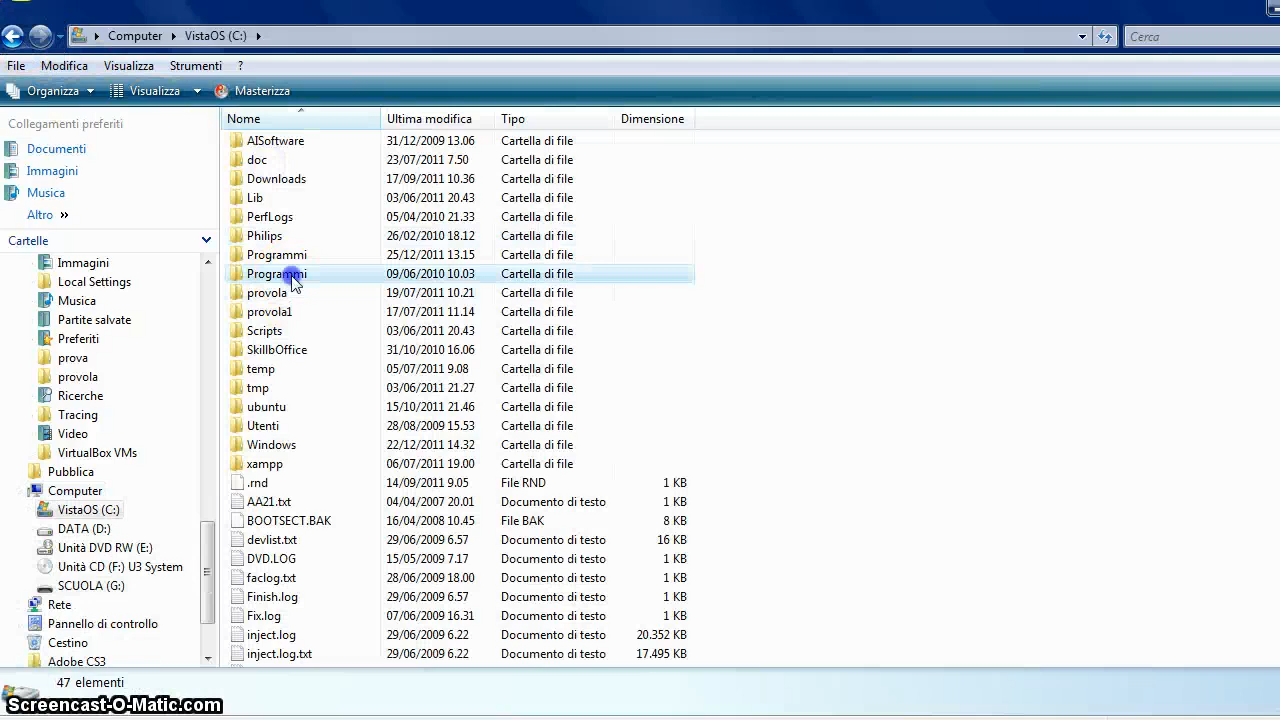 Computer VistaOS (C:) Cerca
File Modifica Visualizza Strumenti ?
Organizza Visualizza Masterizza
Collegamenti preferiti
Documenti
Immagini
Musica
Altro »
Cartelle
Immagini
Local Settings
Musica
Partite salvate
Preferiti
prova
provola
Ricerche
Tracing
Video
VirtualBox VMs
Pubblica
Computer
VistaOS (C:)
DATA (D:)
Unità DVD RW (E:)
Unità CD (F:) U3 System
SCUOLA (G:)
Rete
Pannello di controllo
Cestino
Adobe CS3
Nome Ultima modifica Tipo Dimensione
AISoftware 31/12/2009 13.06 Cartella di file
doc 23/07/2011 7.50 Cartella di file
Downloads 17/09/2011 10.36 Cartella di file
Lib 03/06/2011 20.43 Cartella di file
PerfLogs 05/04/2010 21.33 Cartella di file
Philips 26/02/2010 18.12 Cartella di file
Programmi 25/12/2011 13.15 Cartella di file
Programmi 09/06/2010 10.03 Cartella di file
provola 19/07/2011 10.21 Cartella di file
provola1 17/07/2011 11.14 Cartella di file
Scripts 03/06/2011 20.43 Cartella di file
SkillbOffice 31/10/2010 16.06 Cartella di file
temp 05/07/2011 9.08 Cartella di file
tmp 03/06/2011 21.27 Cartella di file
ubuntu 15/10/2011 21.46 Cartella di file
Utenti 28/08/2009 15.53 Cartella di file
Windows 22/12/2011 14.32 Cartella di file
xampp 06/07/2011 19.00 Cartella di file
.rnd 14/09/2011 9.05 File RND 1 KB
AA21.txt 04/04/2007 20.01 Documento di testo 1 KB
BOOTSECT.BAK 16/04/2008 10.45 File BAK 8 KB
devlist.txt 29/06/2009 6.57 Documento di testo 16 KB
DVD.LOG 15/05/2009 7.17 Documento di testo 1 KB
faclog.txt 28/06/2009 18.00 Documento di testo 1 KB
Finish.log 29/06/2009 6.57 Documento di testo 1 KB
Fix.log 07/06/2009 16.31 Documento di testo 1 KB
inject.log 29/06/2009 6.22 Documento di testo 20.352 KB
inject.log.txt 29/06/2009 6.22 Documento di testo 17.495 KB
47 elementi
Screencast-O-Matic.com